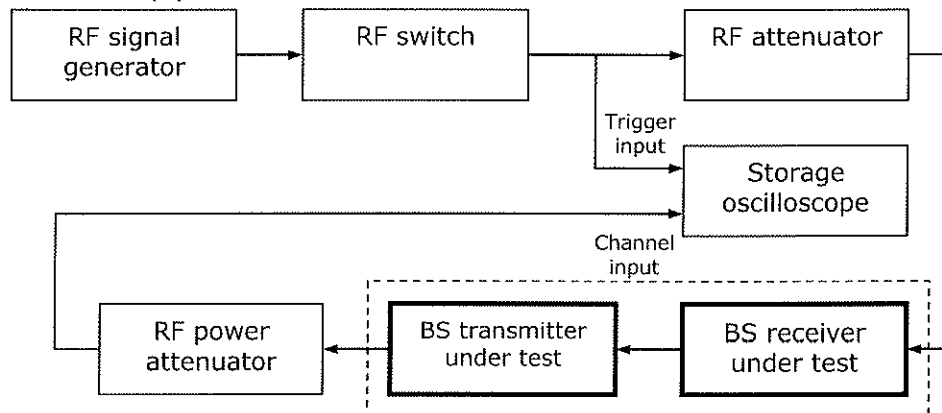 RF signal
generator
RF switch
RF attenuator
Trigger
input
Storage
oscilloscope
Channel
input
RF power
attenuator
BS transmitter
under test
BS receiver
under test